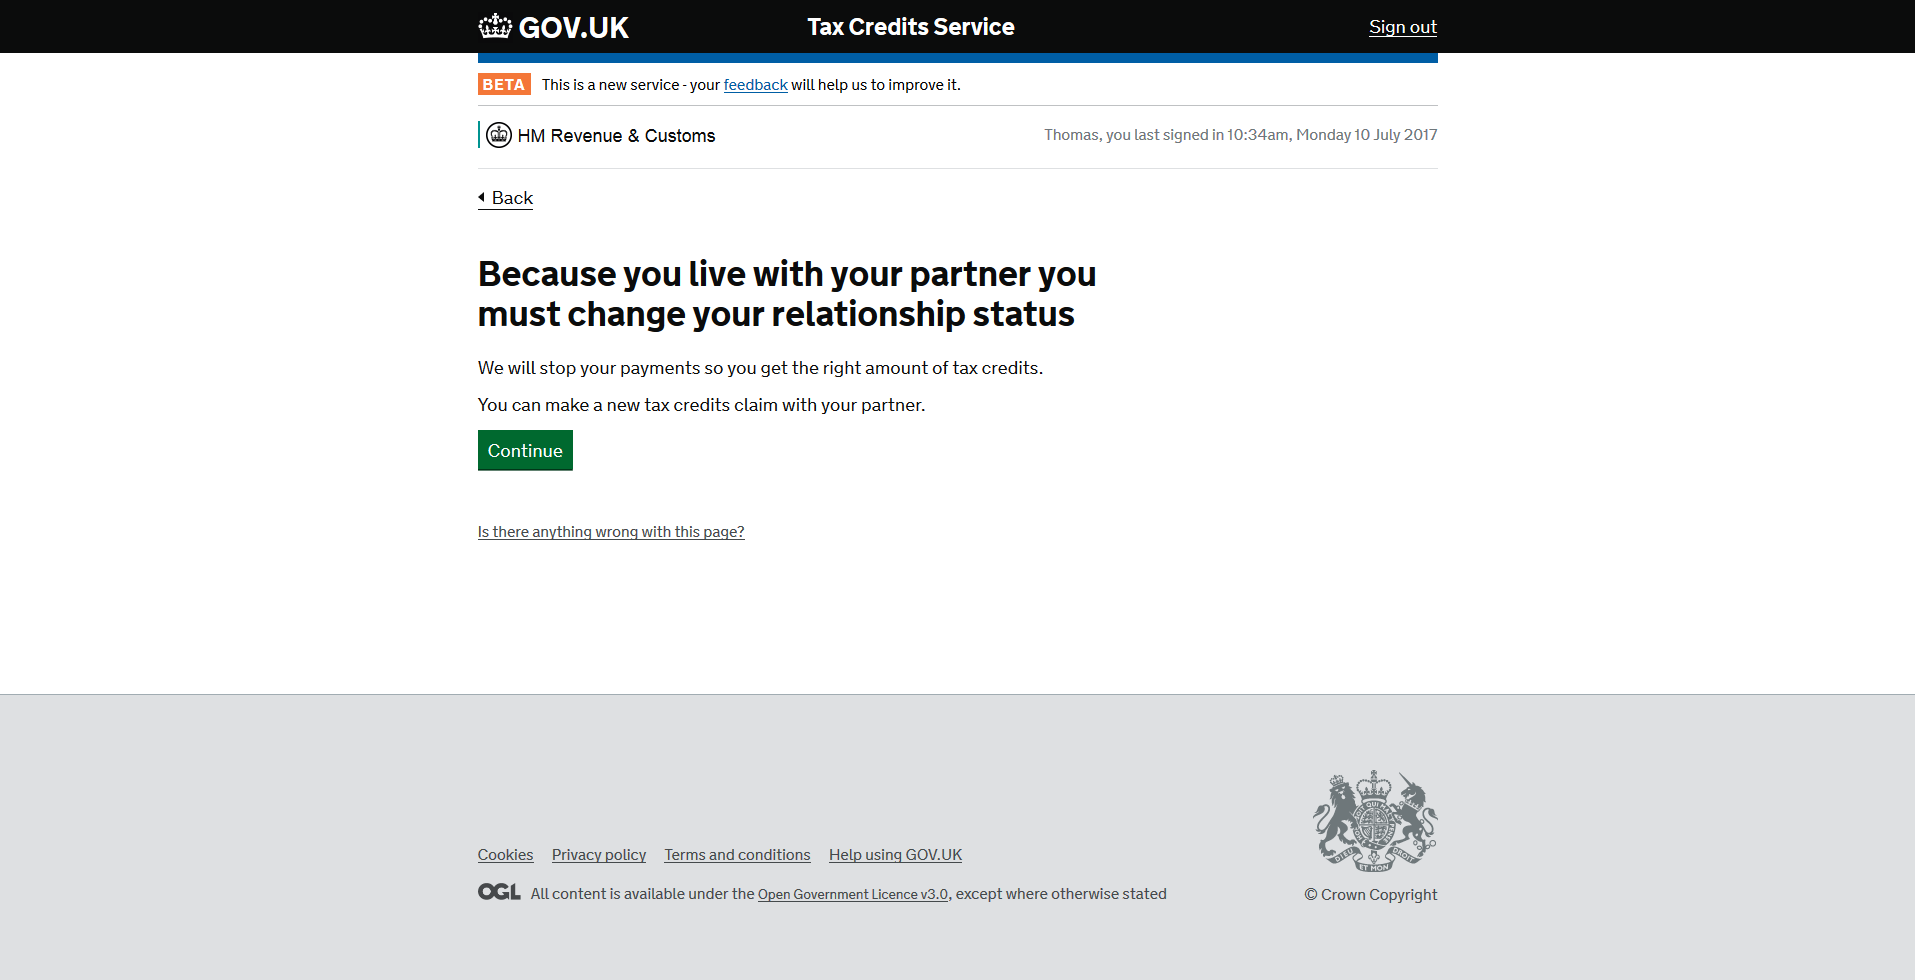 GOV.UK Tax Credits Service Sign out
BETA This is a new service - your feedback will help us to improve it.
HM Revenue & Customs Thomas, you last signed in 10:34am, Monday 10 July 2017
Back
Because you live with your partner you
must change your relationship status
We will stop your payments so you get the right amount of tax credits.
You can make a new tax credits claim with your partner.
Continue
Is there anything wrong with this page?
Cookies Privacy policy Terms and conditions Help using GOV.UK
OGL All content is available under the Open Government Licence v3.0, except where otherwise stated
DIEU ET MON DROIT
© Crown Copyright